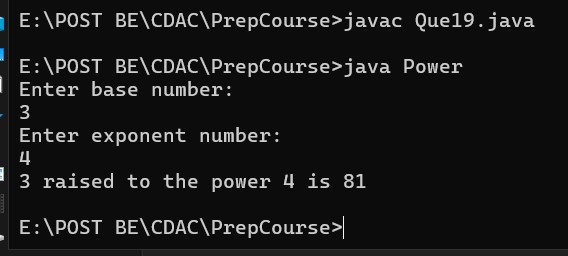 E:\POST BE\CDAC\PrepCourse>javac Que19.java
E:\POST BE\CDAC\PrepCourse>java Power
Enter base number:
3
Enter exponent number:
4
3 raised to the power 4 is 81
E:\POST BE\CDAC\PrepCourse>